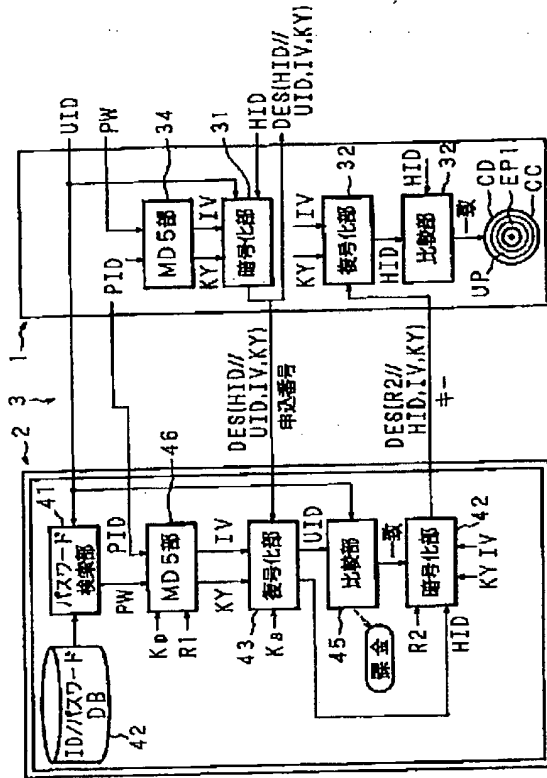 2
3
1
ID/パスワード
DB
42
パスワード
検索部
41
UID
PW
PID
PW
PID
MD5部
46
KD
R1
KY
IV
MD5部
34
KY
IV
暗号化部
31
HID
DES(HID//
UID,IV,KY)
DES(HID//
UID,IV,KY)
申込番号
復号化部
43
KB
UID
比較部
45
課金
一致
暗号化部
42
R2
HID
KY
IV
DES(R2//
HID,IV,KY)
キー
KY
IV
復号化部
32
HID
比較部
32
HID
一致
UP
CD
EP1
CC